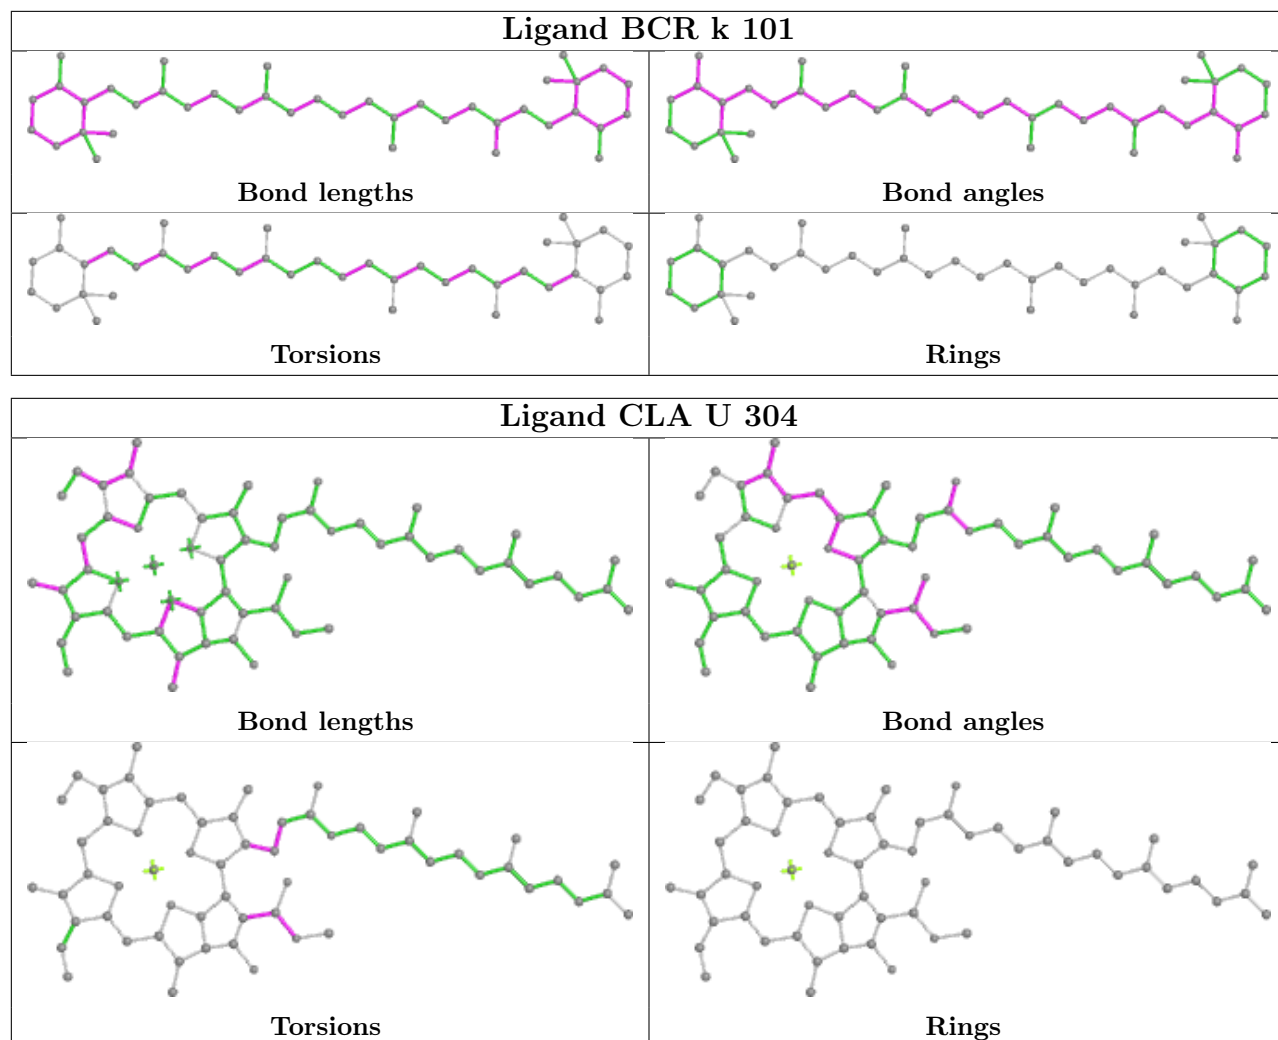 Ligand BCR k 101
Bond lengths
Bond angles
Torsions
Rings
Ligand CLA U 304
Bond lengths
Bond angles
Torsions
Rings